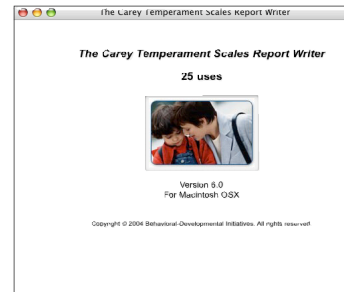 The Carey Temperament Scales Report Writer
The Carey Temperament Scales Report Writer
25 uses
Version 6.0
For Macintosh OSX
Copyright © 2004 Behavioral-Developmental Initiatives. All rights reserved